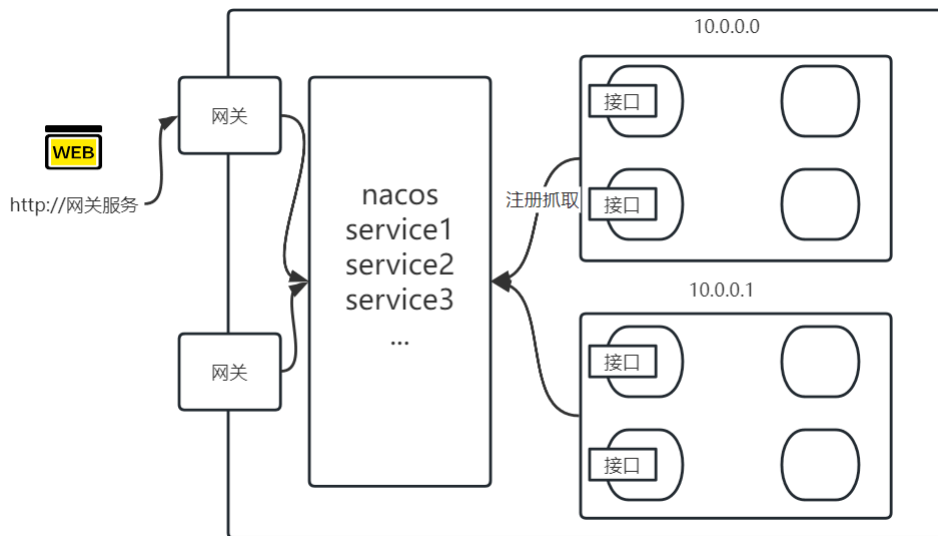 10.0.0.0
网关
接口
WEB
http://网关服务
nacos
service1
service2
service3
...
注册抓取
接口
10.0.0.1
网关
接口
接口